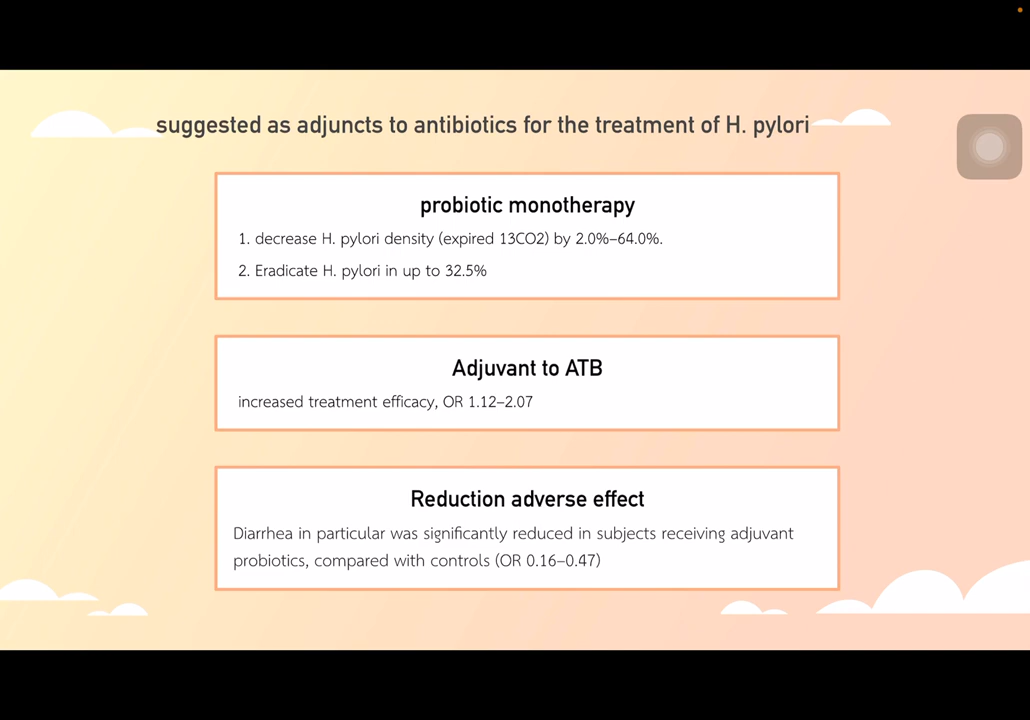 suggested as adjuncts to antibiotics for the treatment of H. pylori
probiotic monotherapy
1. decrease H. pylori density (expired 13CO2) by 2.0%–64.0%.
2. Eradicate H. pylori in up to 32.5%
Adjuvant to ATB
increased treatment efficacy, OR 1.12–2.07
Reduction adverse effect
Diarrhea in particular was significantly reduced in subjects receiving adjuvant
probiotics, compared with controls (OR 0.16–0.47)